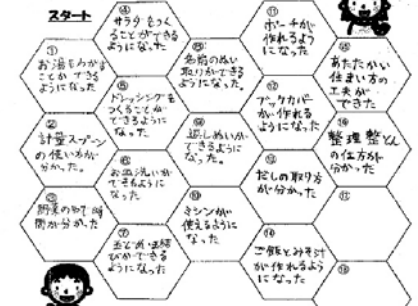 スタート
①
お湯をわかす
ことができる
ようになった
②
計量スプーン
の使い方が
分かった。
③
野菜のゆで時
間が分かった
④
サラダをつく
ることができる
ようになった
⑤
ドレッシングを
つくることが
できるように
なった。
⑥
お皿洗いが
できるように
なった
⑦
玉どめ玉結
びができる
ようになった
⑧
名前のぬい
取りができる
ようになった。
⑨
返しぬいが
できるように
なった。
⑩
ミシンが
使えるように
なった
⑪
ポーチが
作れるよう
になった
⑫
ブックカバー
が作れる
ようになった
⑬
だしの取り方
が分かった
⑭
ご飯とみそ汁
が作れるよう
になった
⑮
あたたかい
住まい方の
工夫が
できた
⑯
整理整とん
の仕方が
分かった
⑰
⑱